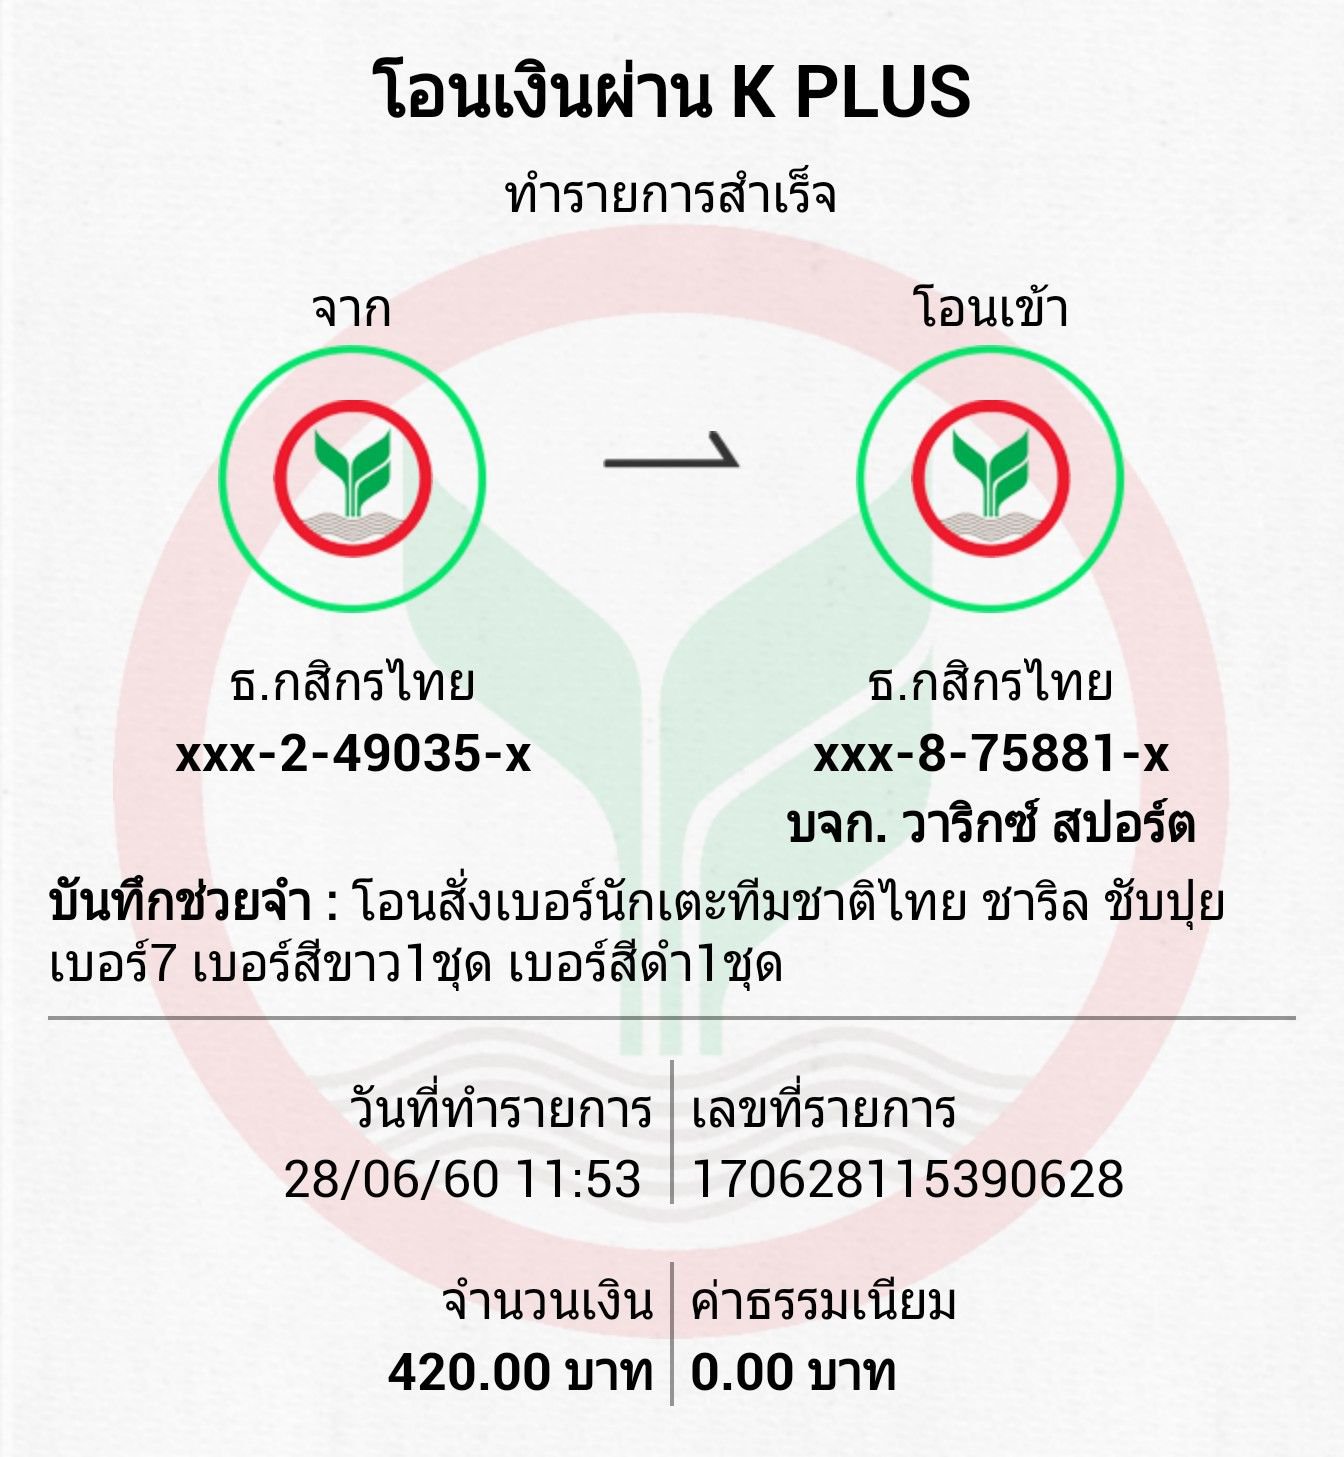 โอนเงินผ่าน K PLUS
ทำรายการสำเร็จ
จาก
โอนเข้า
ธ.กสิกรไทย
xxx-2-49035-x
ธ.กสิกรไทย
xxx-8-75881-x
บจก. วาริกซ์ สปอร์ต
บันทึกช่วยจำ : โอนสั่งเบอร์นักเตะทีมชาติไทย ชาริล ชับปุย
เบอร์7 เบอร์สีขาว1ชุด เบอร์สีดำ1ชุด
วันที่ทำรายการ
28/06/60 11:53
เลขที่รายการ
170628115390628
จำนวนเงิน
420.00 บาท
ค่าธรรมเนียม
0.00 บาท